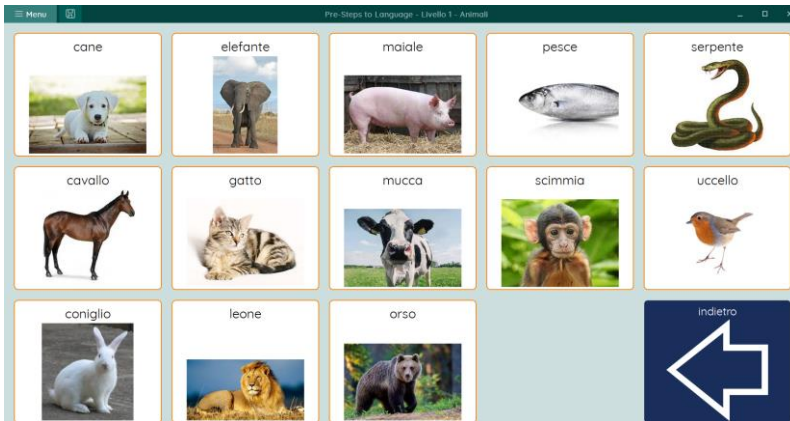 Menu
Pre-Steps to Language - Livello 1 - Animali
cane
elefante
maiale
pesce
serpente
cavallo
gatto
mucca
scimmia
uccello
coniglio
leone
orso
indietro